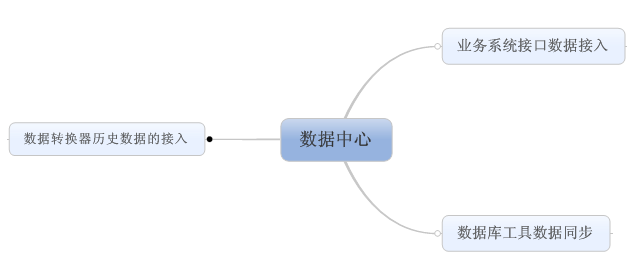 业务系统接口数据接入
数据转换器历史数据的接入
数据中心
数据库工具数据同步